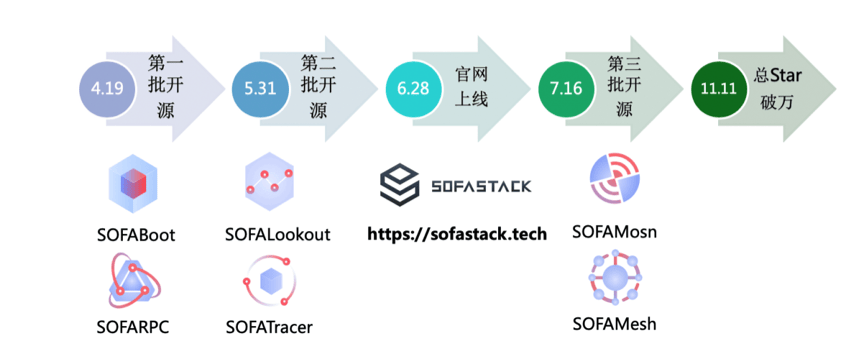 4.19
第一
批开
源
5.31
第二
批开
源
6.28
官网
上线
7.16
第三
批开
源
11.11
总Star
破万
SOFABoot
SOFALookout
SOFASTACK
https://sofastack.tech
SOFAMosn
SOFARPC
SOFATracer
SOFAMesh